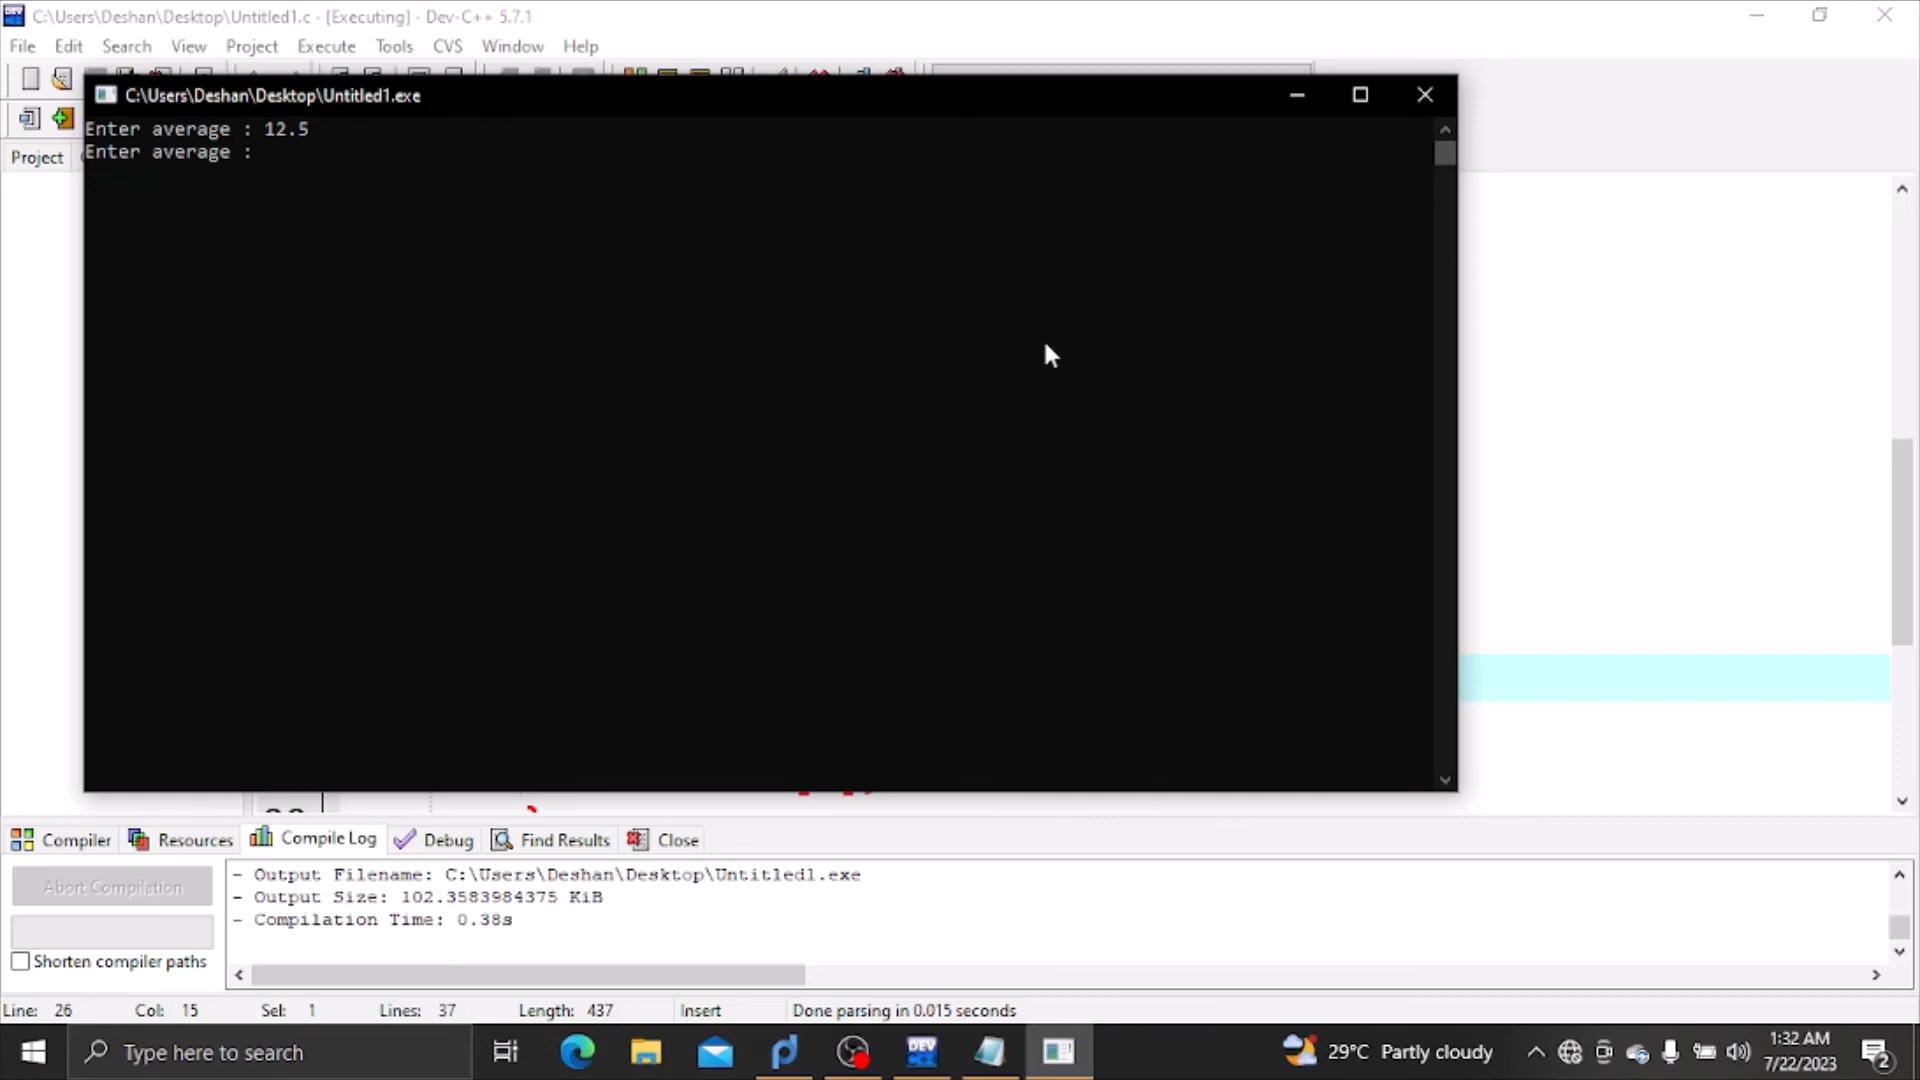 C:\Users\Deshan\Desktop\Untitled1.c - [Executing] - Dev-C++ 5.7.1
File Edit Search View Project Execute Tools CVS Window Help
C:\Users\Deshan\Desktop\Untitled1.exe
Enter average : 12.5
Enter average :
Project
Compiler Resources Compile Log Debug Find Results Close
Abort Compilation
Shorten compiler paths
- Output Filename: C:\Users\Deshan\Desktop\Untitled1.exe
- Output Size: 102.3583984375 KiB
- Compilation Time: 0.38s
Line: 26 Col: 15 Sel: 1 Lines: 37 Length: 437 Insert Done parsing in 0.015 seconds
Type here to search
DEV
29°C Partly cloudy
1:32 AM
7/22/2023
2